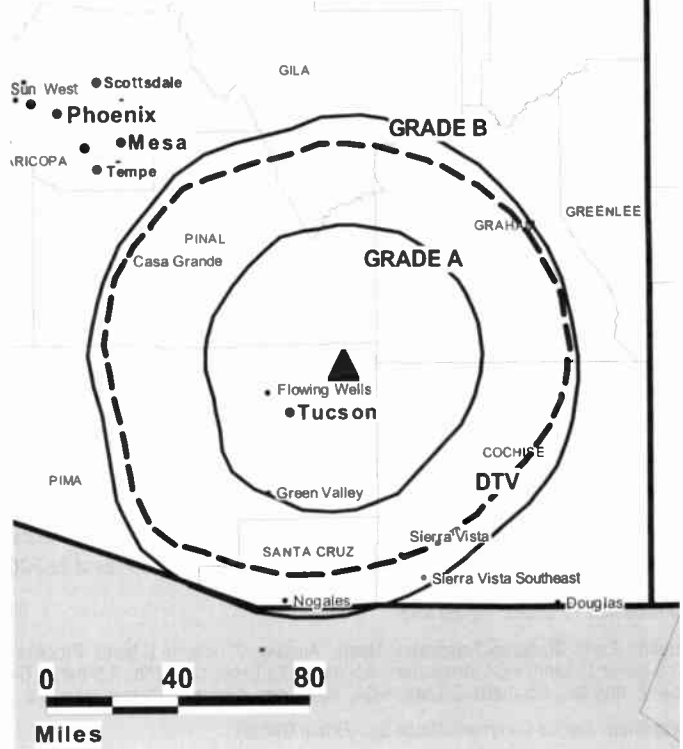 GILA
Scottsdale
Sun West
Phoenix
GRADE B
Mesa
ARICOPA
Tempe
GREENLEE
GRAHAM
PINAL
GRADE A
Casa Grande
Flowing Wells
Tucson
COCHISE
PIMA
DTV
Green Valley
Sierra Vista
SANTA CRUZ
Sierra Vista Southeast
Nogales
Douglas
0 40 80
Miles